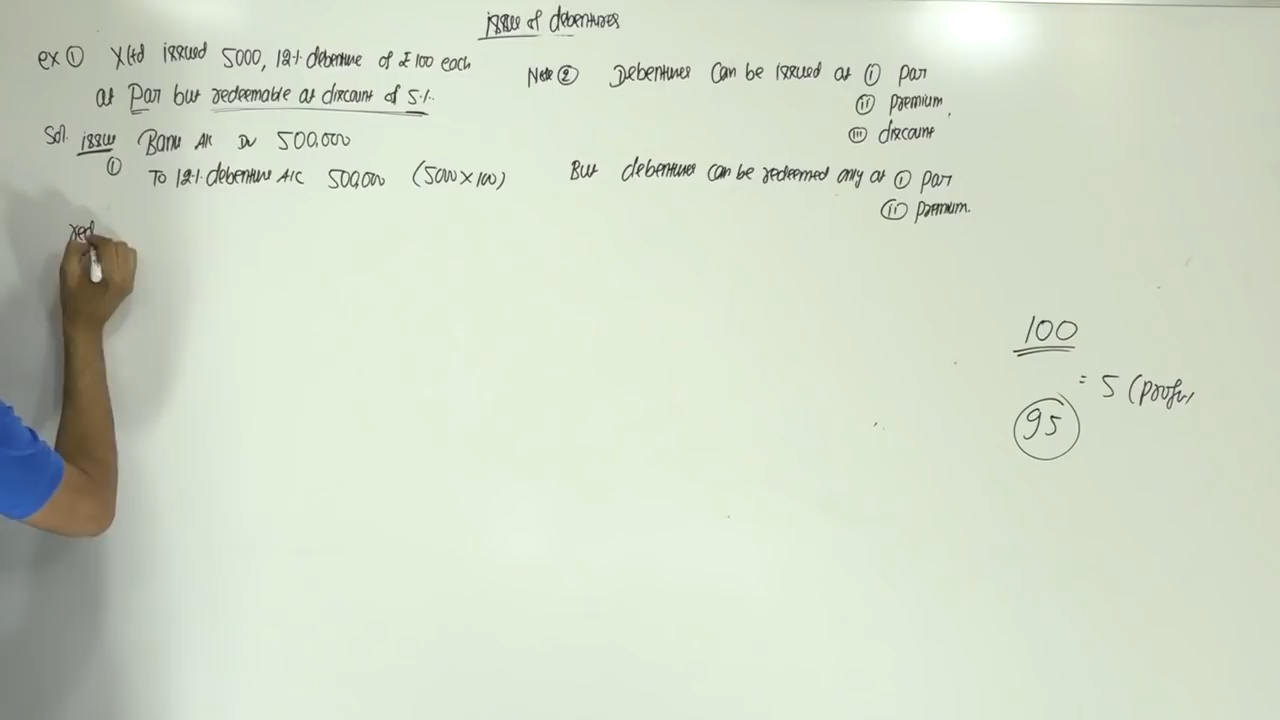 issue of debentures
ex ① X ltd issued 5000, 12% debenture of ₹100 each
at Par but redeemable at discount of 5%.
Sol. issue Bank A/c Dr 500,000
①
To 12% debenture A/C 500,000 (5000 × 100)
red
Note ② Debentures can be issued at ⓘ Par
ⓘⓘ premium
ⓘⓘⓘ discount
But debentures can be redeemed only at ⓘ Par
ⓘⓘ premium.
100
= 5 (profit
95